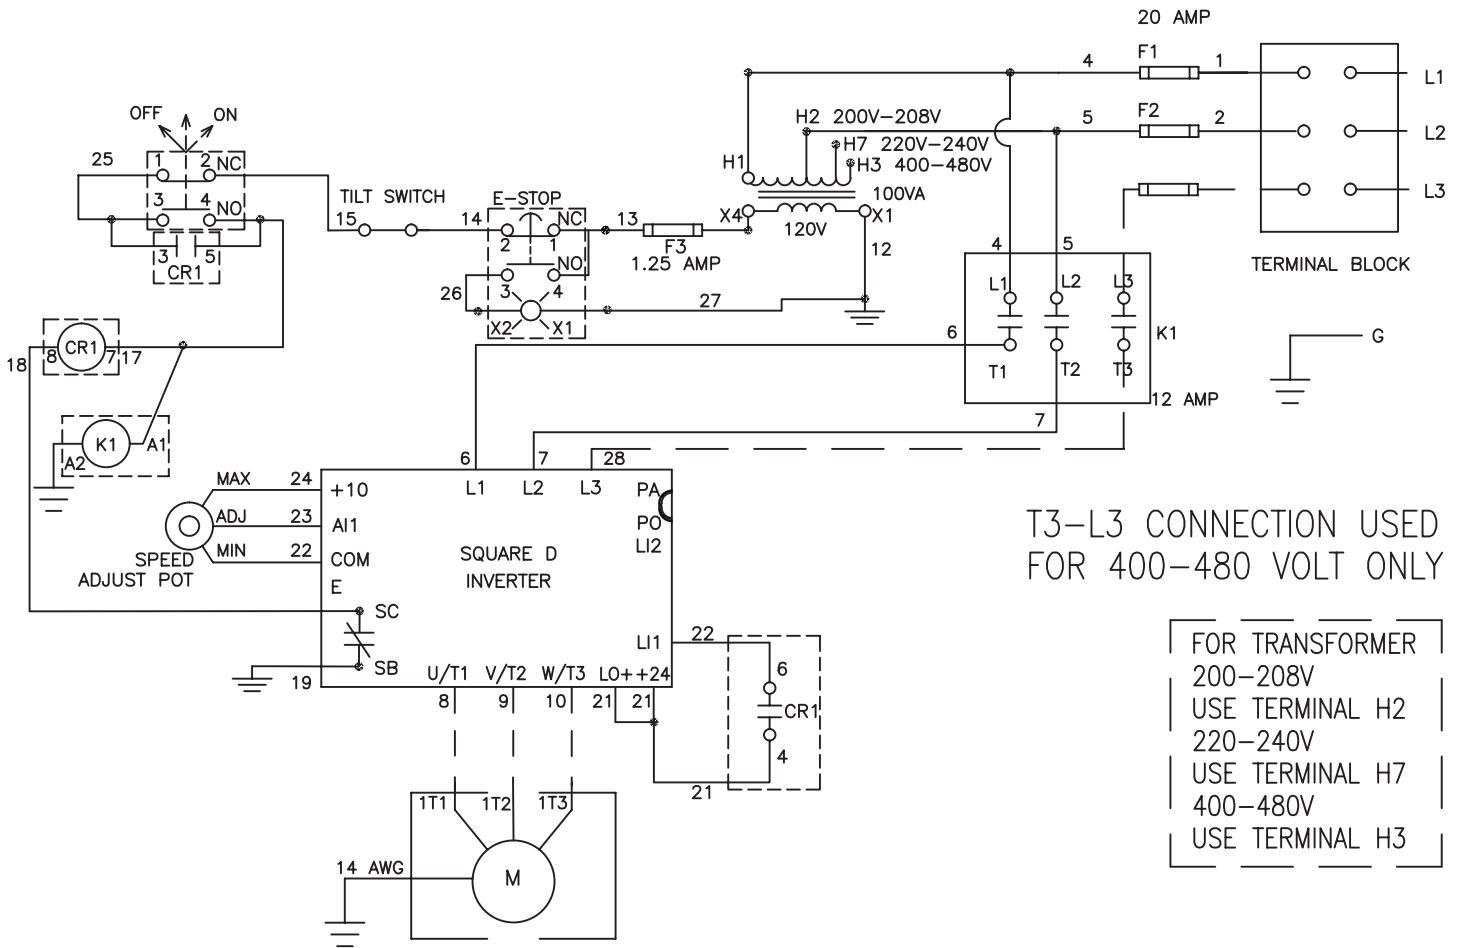 20 AMP
F1
4
1
L1
OFF
ON
H2 200V-208V
5
F2
2
L2
H7 220V-240V
25
1
2
NC
H1
H3 400-480V
TILT SWITCH
E-STOP
100VA
L3
3
4
NO
15
14
NC
13
X4
X1
F3
120V
3
5
2
1
1.25 AMP
12
4
5
CR1
NO
TERMINAL BLOCK
26
3
4
27
L1
L2
L3
X2
X1
6
K1
G
CR1
18
8
7
17
T1
T2
T3
12 AMP
7
K1
A1
A2
6
7
28
MAX
24
+10
L1
L2
L3
PA
ADJ
23
AI1
PO
T3-L3 CONNECTION USED
FOR 400-480 VOLT ONLY
SPEED
ADJUST POT
MIN
22
COM
SQUARE D
INVERTER
LI2
E
SC
LI1
22
FOR TRANSFORMER
200-208V
USE TERMINAL H2
220-240V
USE TERMINAL H7
400-480V
USE TERMINAL H3
SB
19
U/T1
V/T2
W/T3
LO+
+24
6
CR1
4
8
9
10
21
21
21
1T1
1T2
1T3
14 AWG
M